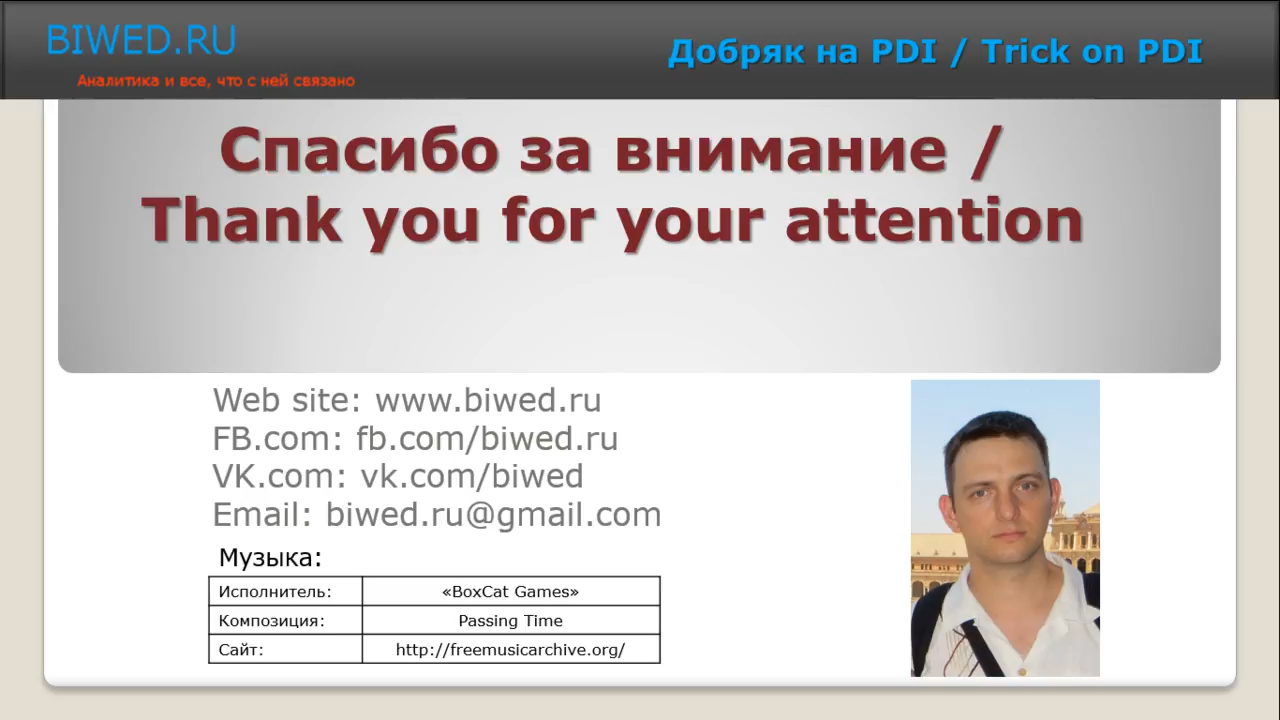 BIWED.RU
Аналитика и все, что с ней связано
Добряк на PDI / Trick on PDI
Спасибо за внимание /
Thank you for your attention
Web site: www.biwed.ru
FB.com: fb.com/biwed.ru
VK.com: vk.com/biwed
Email: biwed.ru@gmail.com
Музыка:
Исполнитель: «BoxCat Games»
Композиция: Passing Time
Сайт: http://freemusicarchive.org/